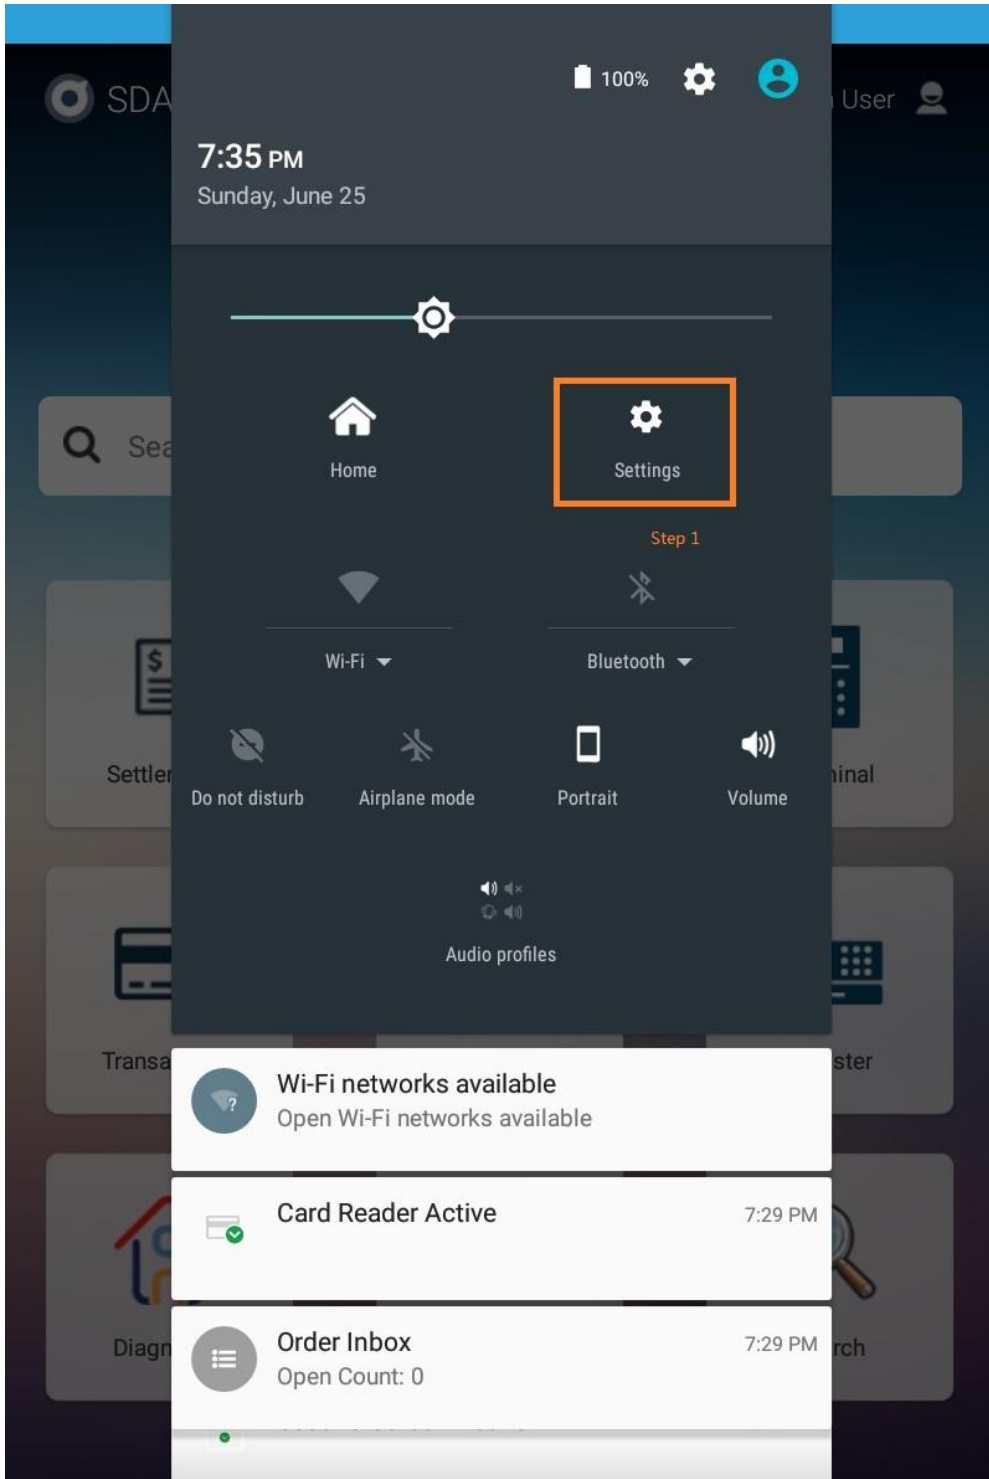 100%
SDA
User
7:35 PM
Sunday, June 25
Sea
Home
Settings
Step 1
Wi-Fi
Bluetooth
Settler
Do not disturb
Airplane mode
Portrait
Volume
inal
Audio profiles
Transa
ster
Wi-Fi networks available
Open Wi-Fi networks available
Card Reader Active
7:29 PM
Order Inbox
7:29 PM
Open Count: 0
Diagn
rch